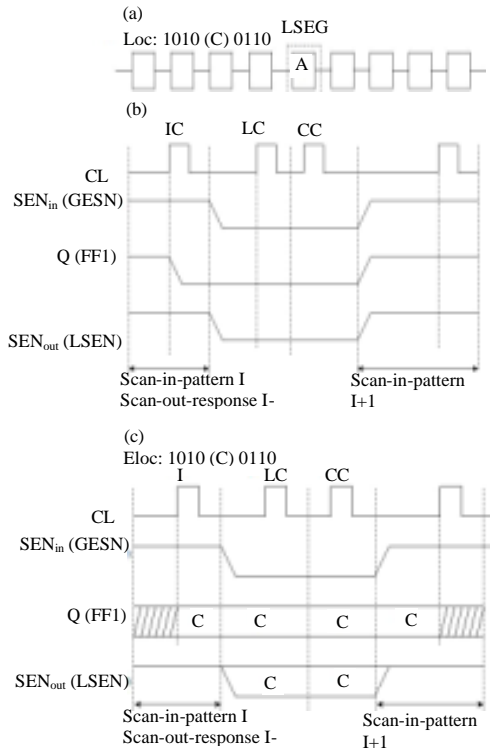 (a)
LSEG
Loc: 1010 (C) 0110
A
(b)
IC LC CC
CL
SENin (GESN)
Q (FF1)
SENout (LSEN)
Scan-in-pattern I Scan-in-pattern
Scan-out-response I- I+1
(c)
Eloc: 1010 (C) 0110
I LC CC
CL
SENin (GESN)
Q (FF1) C C C C
SENout (LSEN) C C
Scan-in-pattern I Scan-in-pattern
Scan-out-response I- I+1